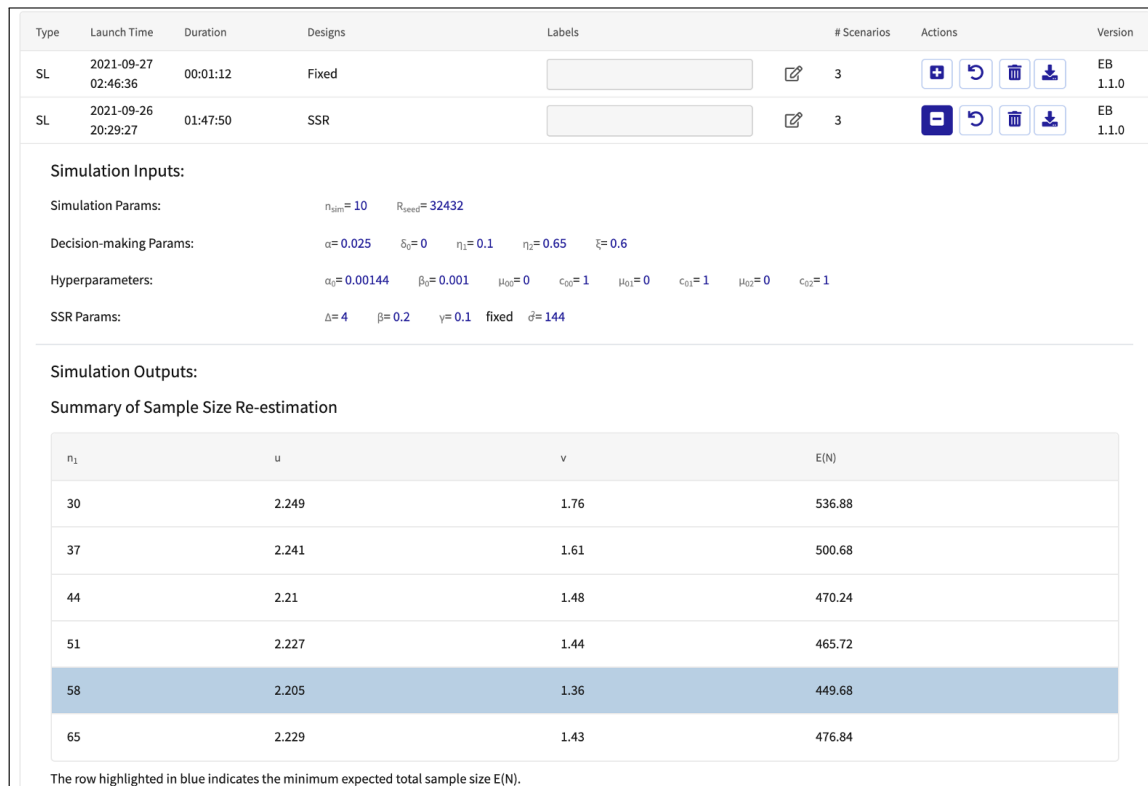 Type Launch Time Duration Designs Labels # Scenarios Actions Version
SL 2021-09-27 02:46:36 00:01:12 Fixed 3 EB 1.1.0
SL 2021-09-26 20:29:27 01:47:50 SSR 3 EB 1.1.0
Simulation Inputs:
Simulation Params: nsim= 10 Rseed= 32432
Decision-making Params: α= 0.025 δ0= 0 η1= 0.1 η2= 0.65 ξ= 0.6
Hyperparameters: α0= 0.00144 β0= 0.001 μ00= 0 c00= 1 μ01= 0 c01= 1 μ02= 0 c02= 1
SSR Params: Δ= 4 β= 0.2 γ= 0.1 fixed σ̃²= 144
Simulation Outputs:
Summary of Sample Size Re-estimation
n1 u v E(N)
30 2.249 1.76 536.88
37 2.241 1.61 500.68
44 2.21 1.48 470.24
51 2.227 1.44 465.72
58 2.205 1.36 449.68
65 2.229 1.43 476.84
The row highlighted in blue indicates the minimum expected total sample size E(N).